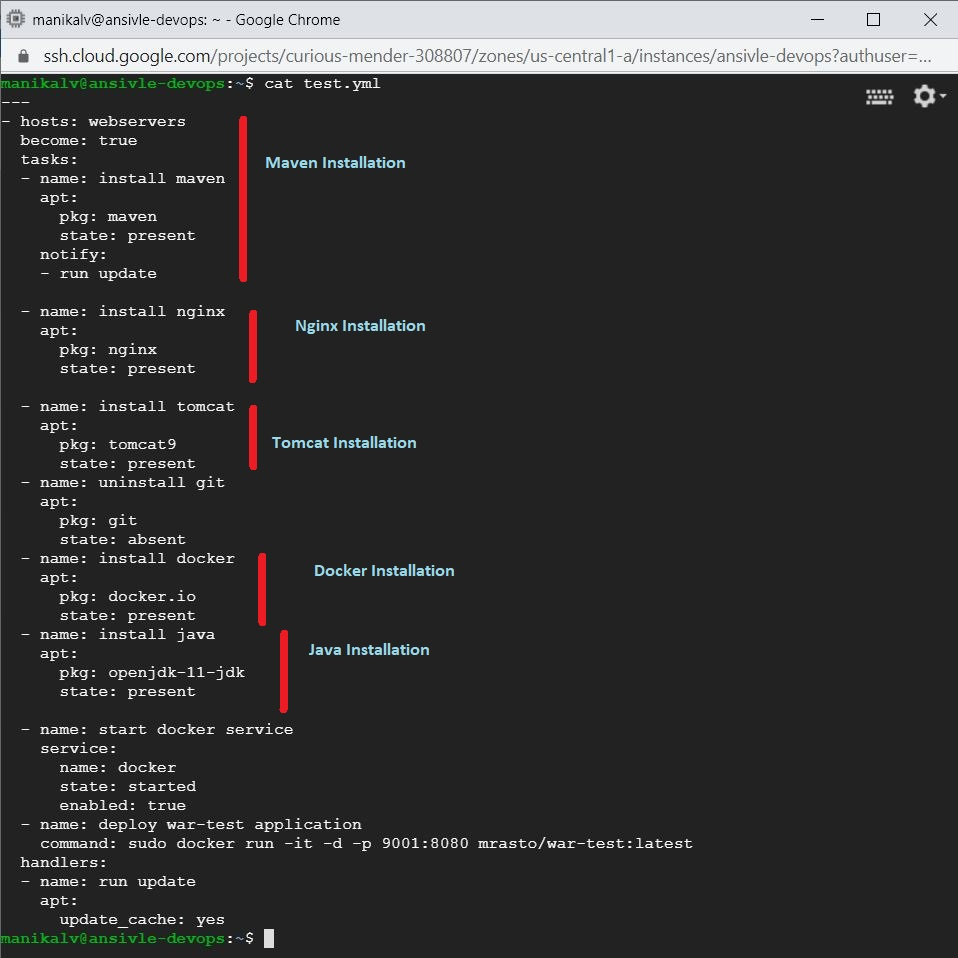 manikalv@ansivle-devops: ~ - Google Chrome
ssh.cloud.google.com/projects/curious-mender-308807/zones/us-central1-a/instances/ansivle-devops?authuser=...
manikalv@ansivle-devops:~$ cat test.yml
---
- hosts: webservers
  become: true
  tasks:
Maven Installation
  - name: install maven
    apt:
      pkg: maven
      state: present
    notify:
    - run update
  - name: install nginx
Nginx Installation
    apt:
      pkg: nginx
      state: present
  - name: install tomcat
    apt:
      pkg: tomcat9
Tomcat Installation
      state: present
  - name: uninstall git
    apt:
      pkg: git
      state: absent
  - name: install docker
Docker Installation
    apt:
      pkg: docker.io
      state: present
  - name: install java
Java Installation
    apt:
      pkg: openjdk-11-jdk
      state: present
  - name: start docker service
    service:
      name: docker
      state: started
      enabled: true
  - name: deploy war-test application
    command: sudo docker run -it -d -p 9001:8080 mrasto/war-test:latest
  handlers:
  - name: run update
    apt:
      update_cache: yes
manikalv@ansivle-devops:~$